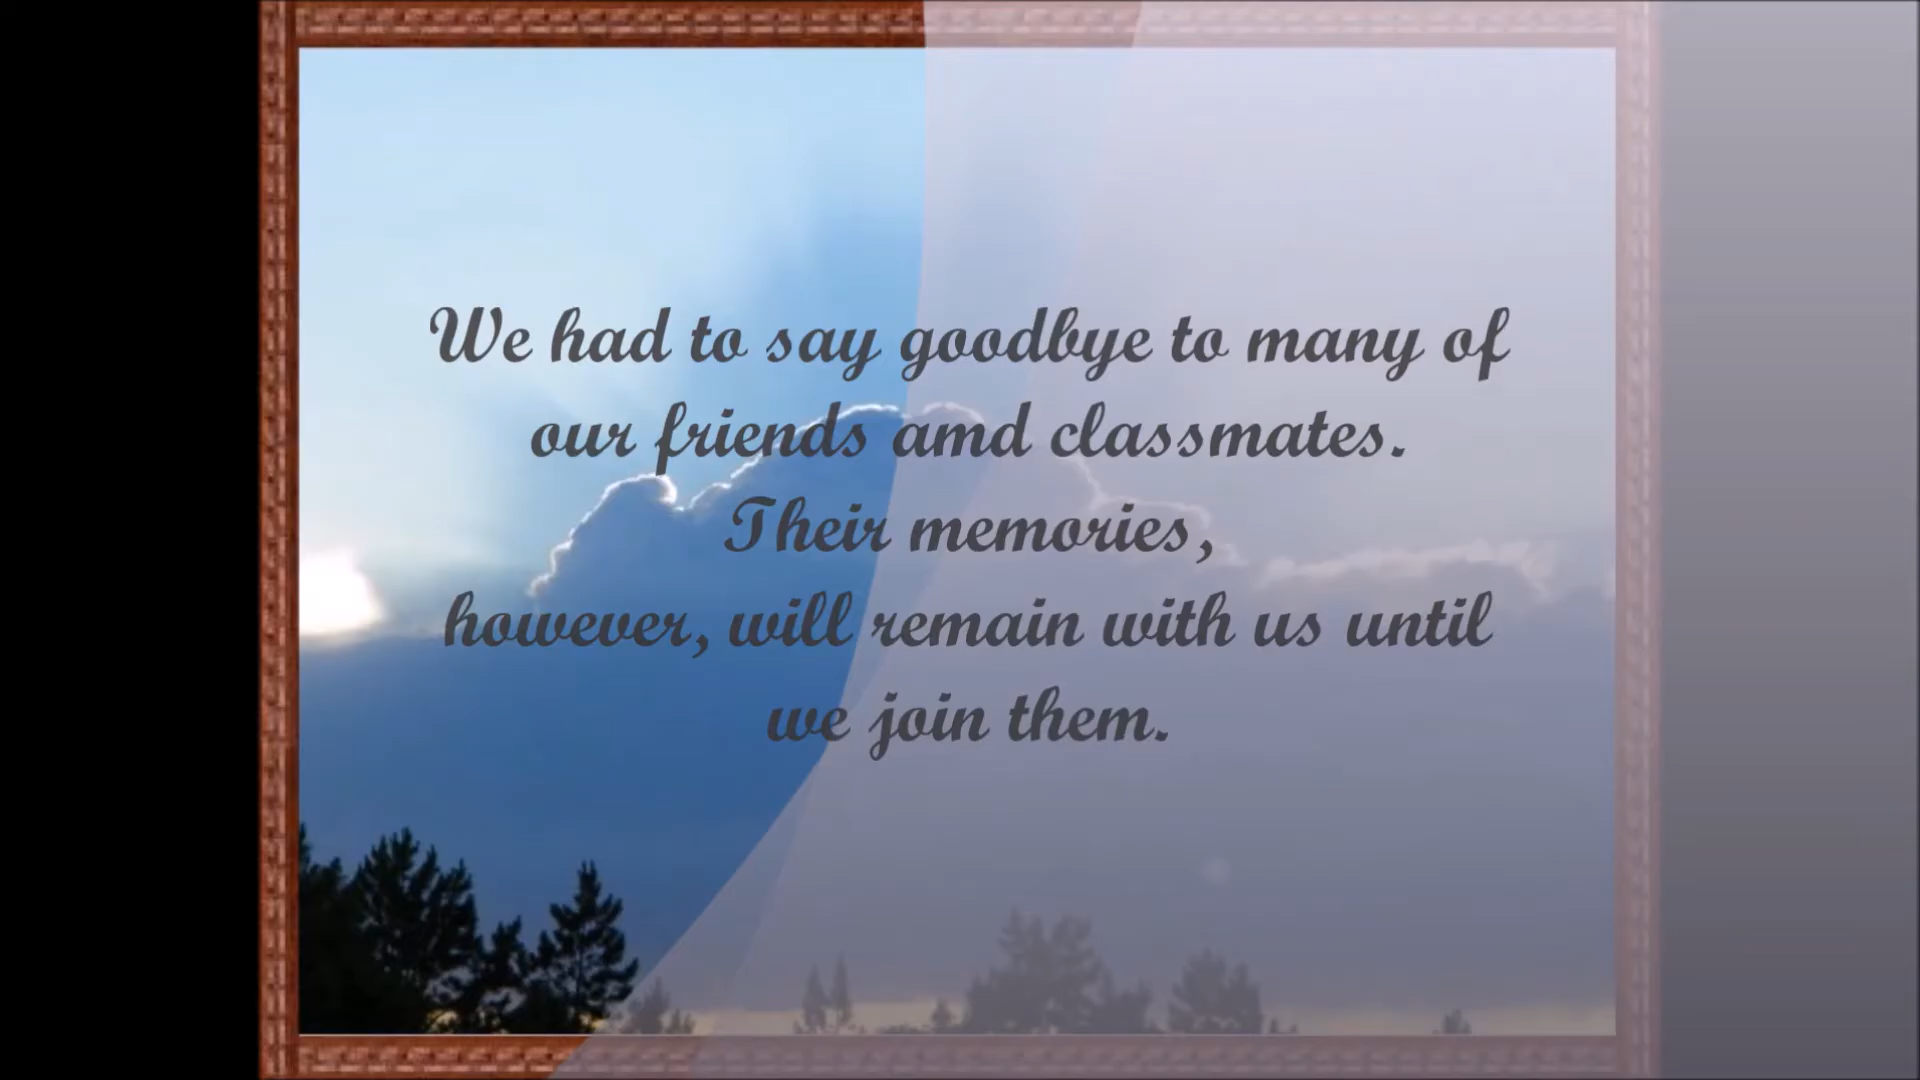 We had to say goodbye to many of
our friends amd classmates.
Their memories,
however, will remain with us until
we join them.